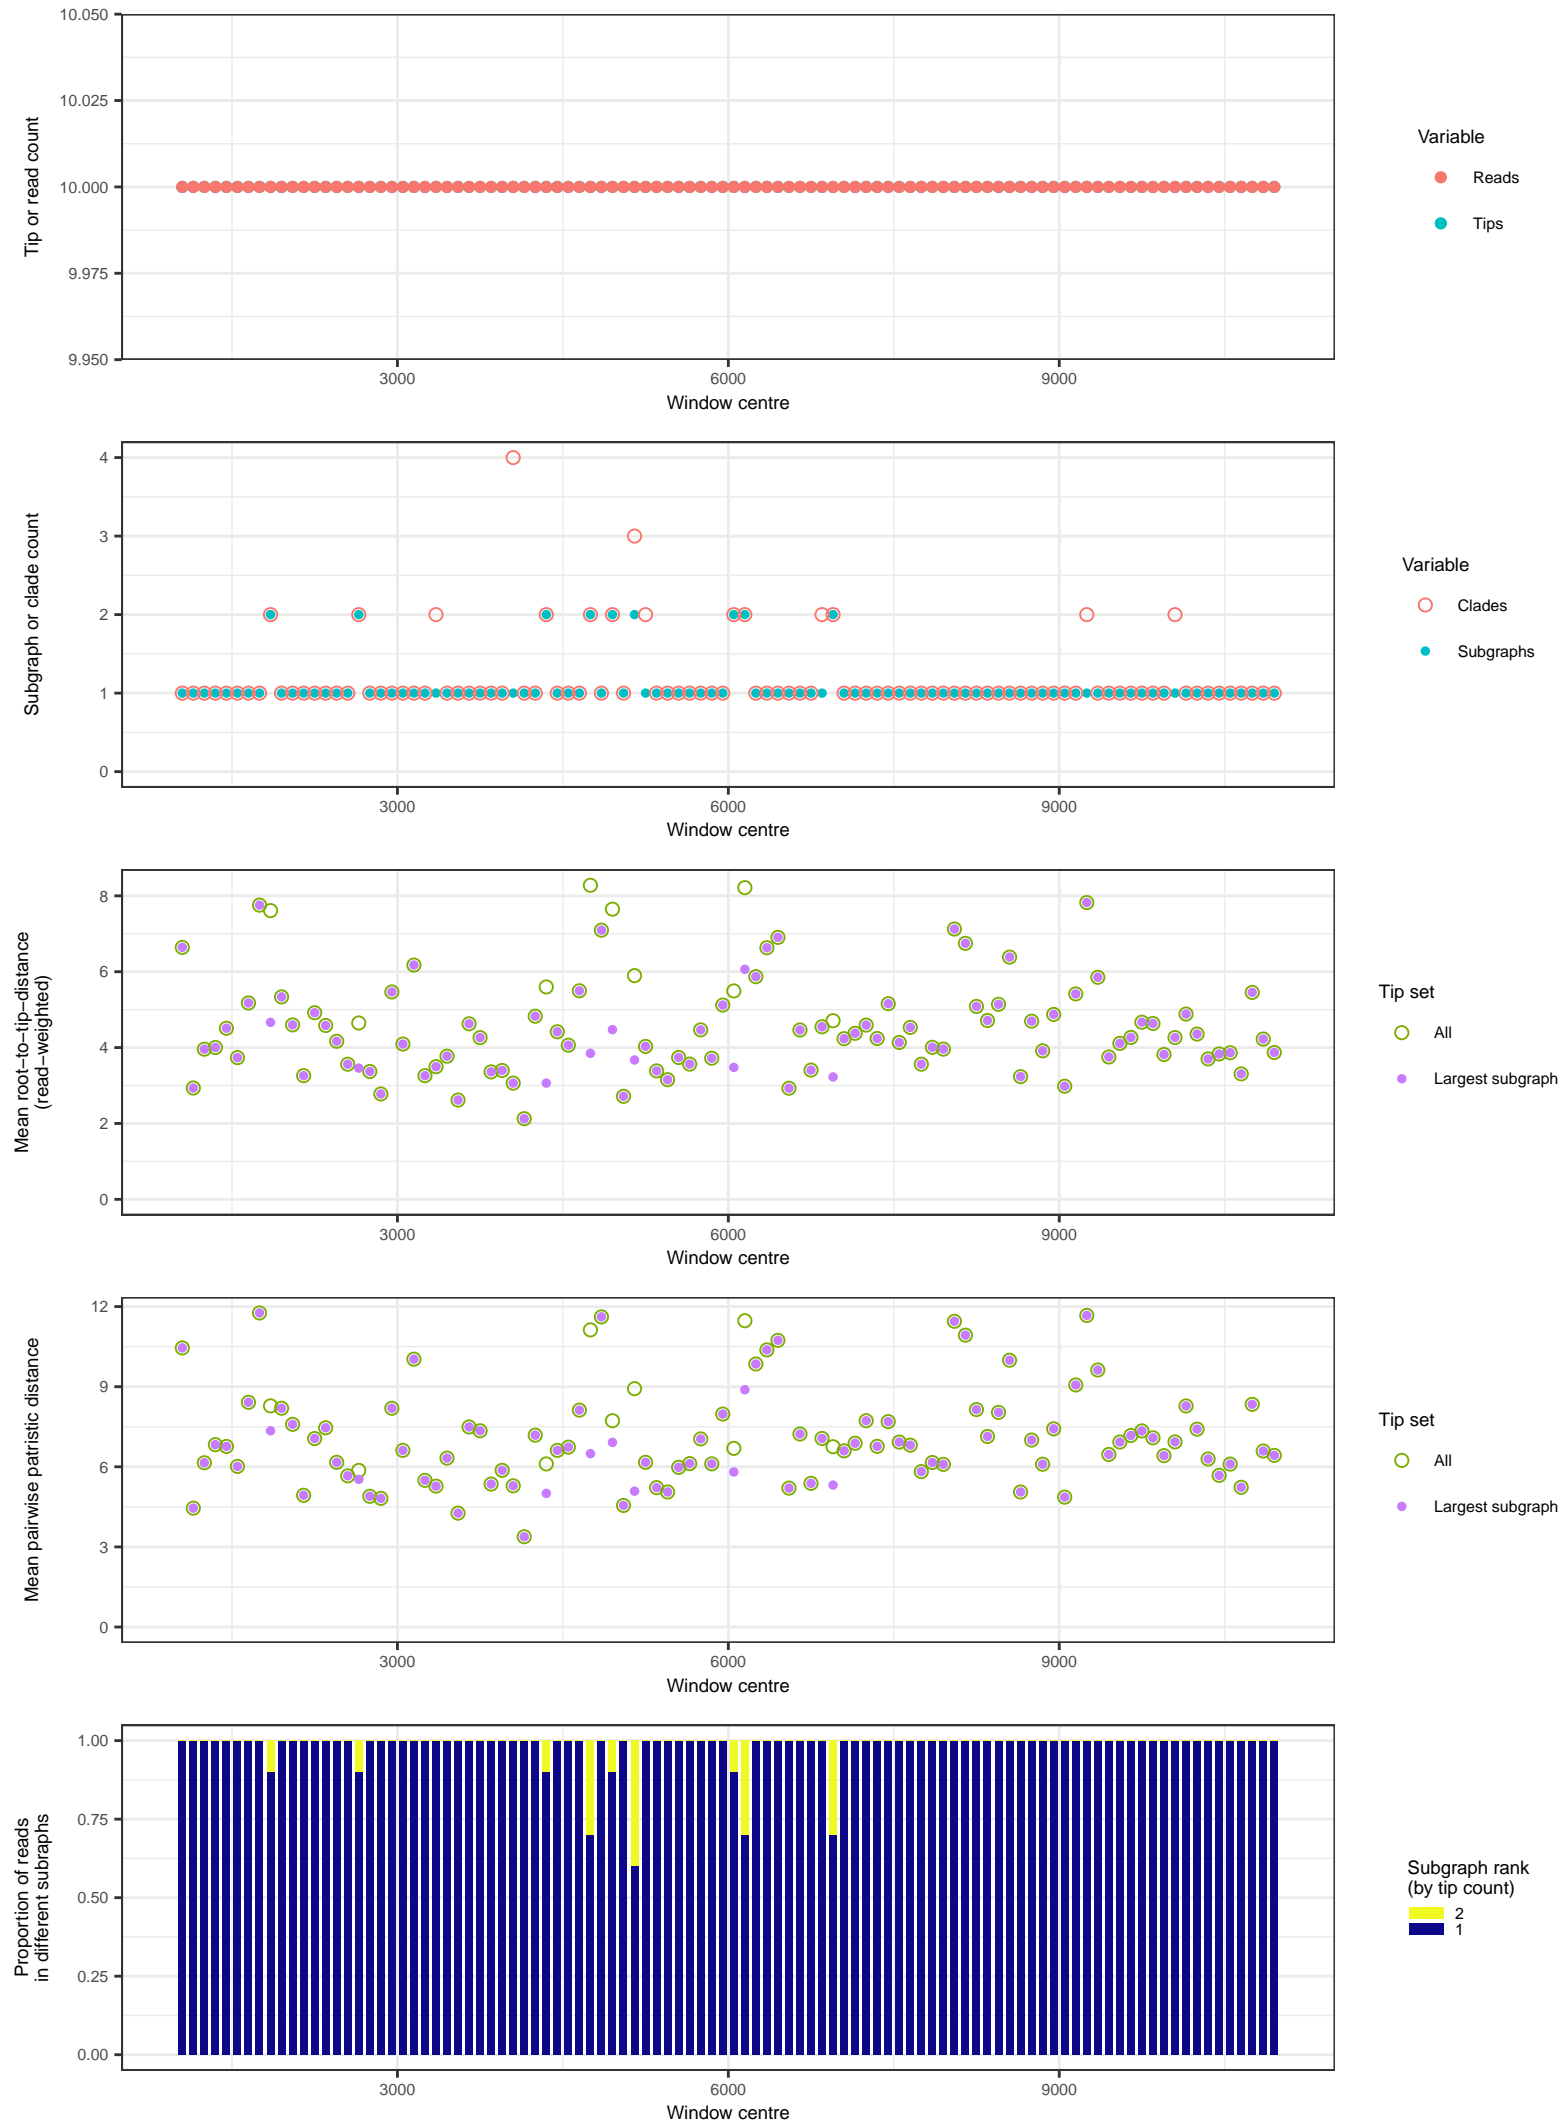 10.050
10.025
10.000
9.975
9.950
Tip or read count
3000 6000 9000
Window centre
Variable
Reads
Tips
4
3
2
1
0
Subgraph or clade count
3000 6000 9000
Window centre
Variable
Clades
Subgraphs
8
6
4
2
0
Mean root−to−tip−distance
(read−weighted)
3000 6000 9000
Window centre
Tip set
All
Largest subgraph
12
9
6
3
0
Mean pairwise patristic distance
3000 6000 9000
Window centre
Tip set
All
Largest subgraph
1.00
0.75
0.50
0.25
0.00
Proportion of reads
in different subraphs
3000 6000 9000
Window centre
Subgraph rank
(by tip count)
2
1